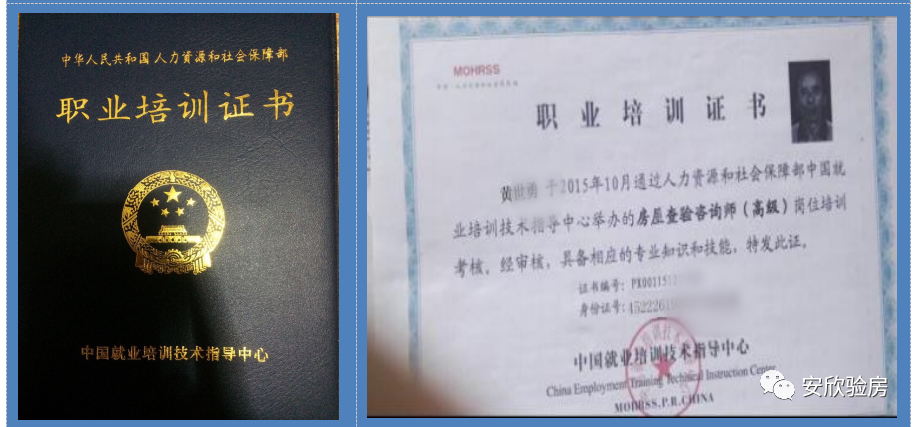 中华人民共和国 人力资源和社会保障部
职业培训证书
中国就业培训技术指导中心
MOHRSS
职业培训证书
黄世勇 于2015年10月通过人力资源和社会保障部中国就
业培训技术指导中心举办的房屋查验咨询师（高级）岗位培训
考核，经审核，具备相应的专业知识和技能，特发此证。
证书编号：PX00115
身份证号：4522261
中国就业培训技术指导中心
China Employment Training Technical Instruction Center
MOHRSS.P.R.CHINA
安欣验房